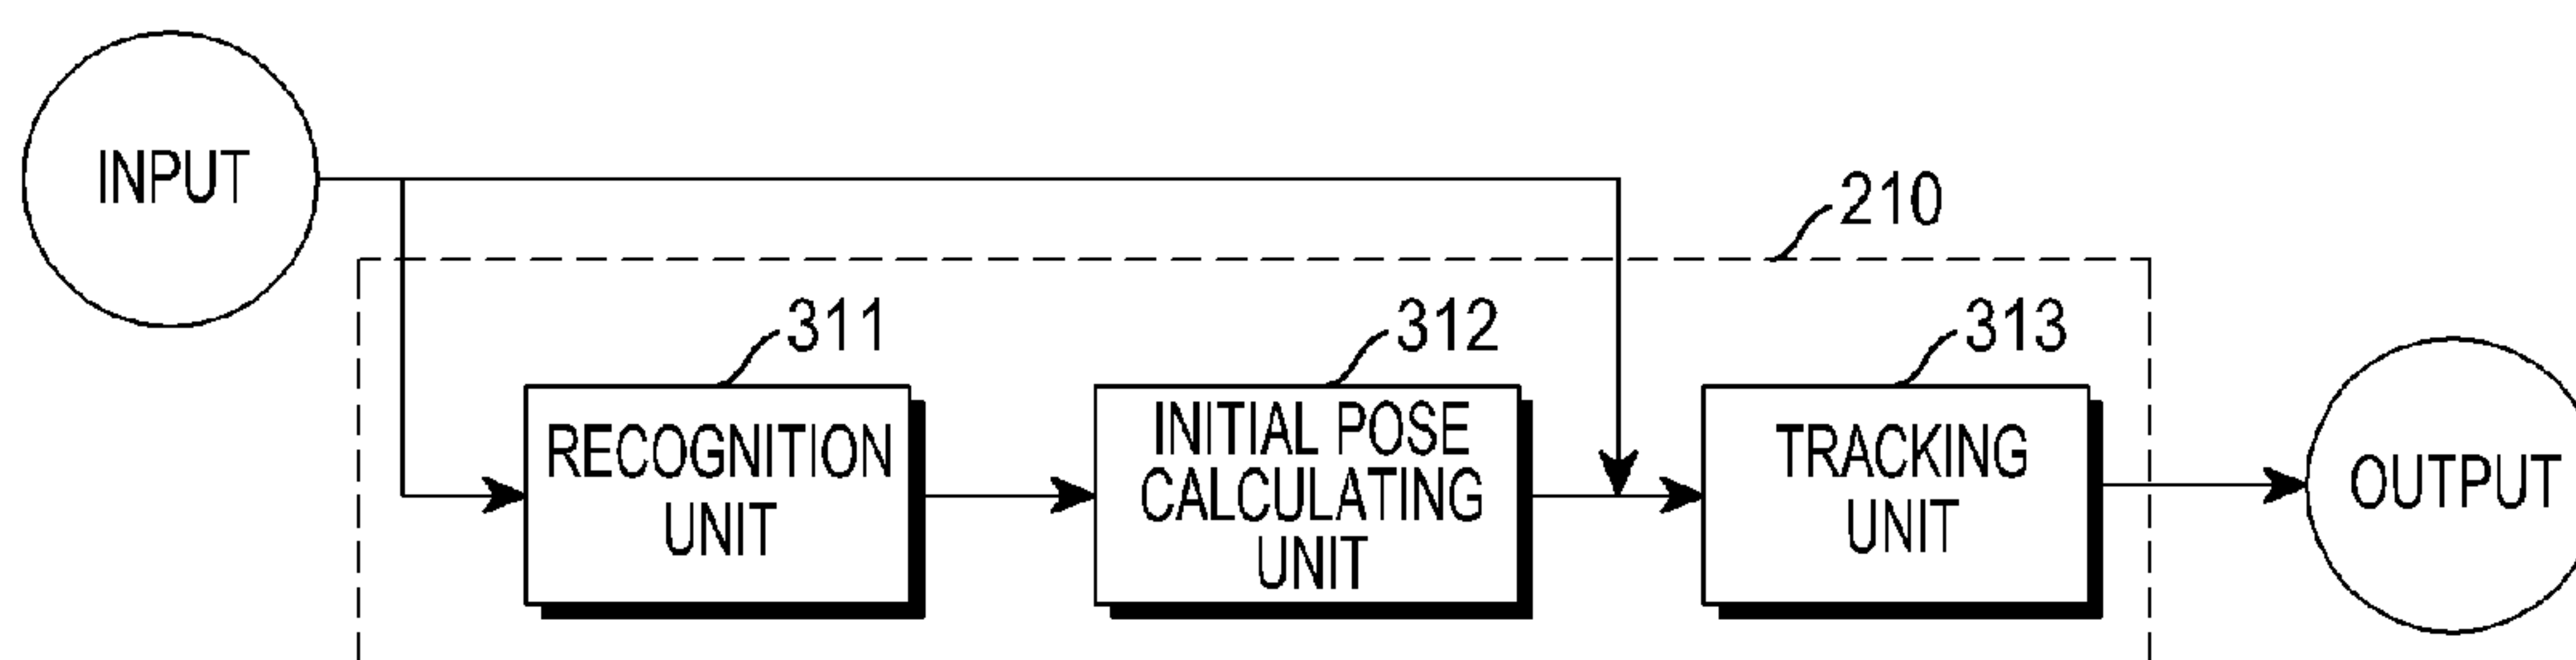 INPUT
210
311
312
313
RECOGNITION
UNIT
INITIAL POSE
CALCULATING
UNIT
TRACKING
UNIT
OUTPUT